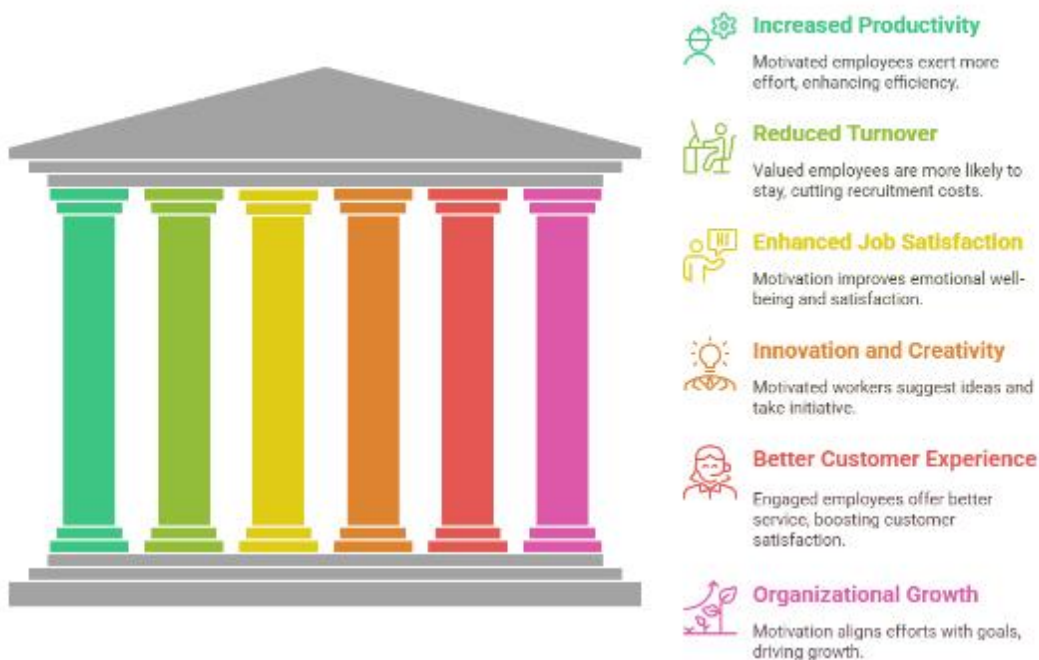 Increased Productivity
Motivated employees exert more
effort, enhancing efficiency.
Reduced Turnover
Valued employees are more likely to
stay, cutting recruitment costs.
HI
Enhanced Job Satisfaction
Motivation improves emotional well-
being and satisfaction.
Innovation and Creativity
Motivated workers suggest ideas and
take initiative.
Better Customer Experience
Engaged employees offer better
service, boosting customer
satisfaction.
Organizational Growth
Motivation aligns efforts with goals,
driving growth.